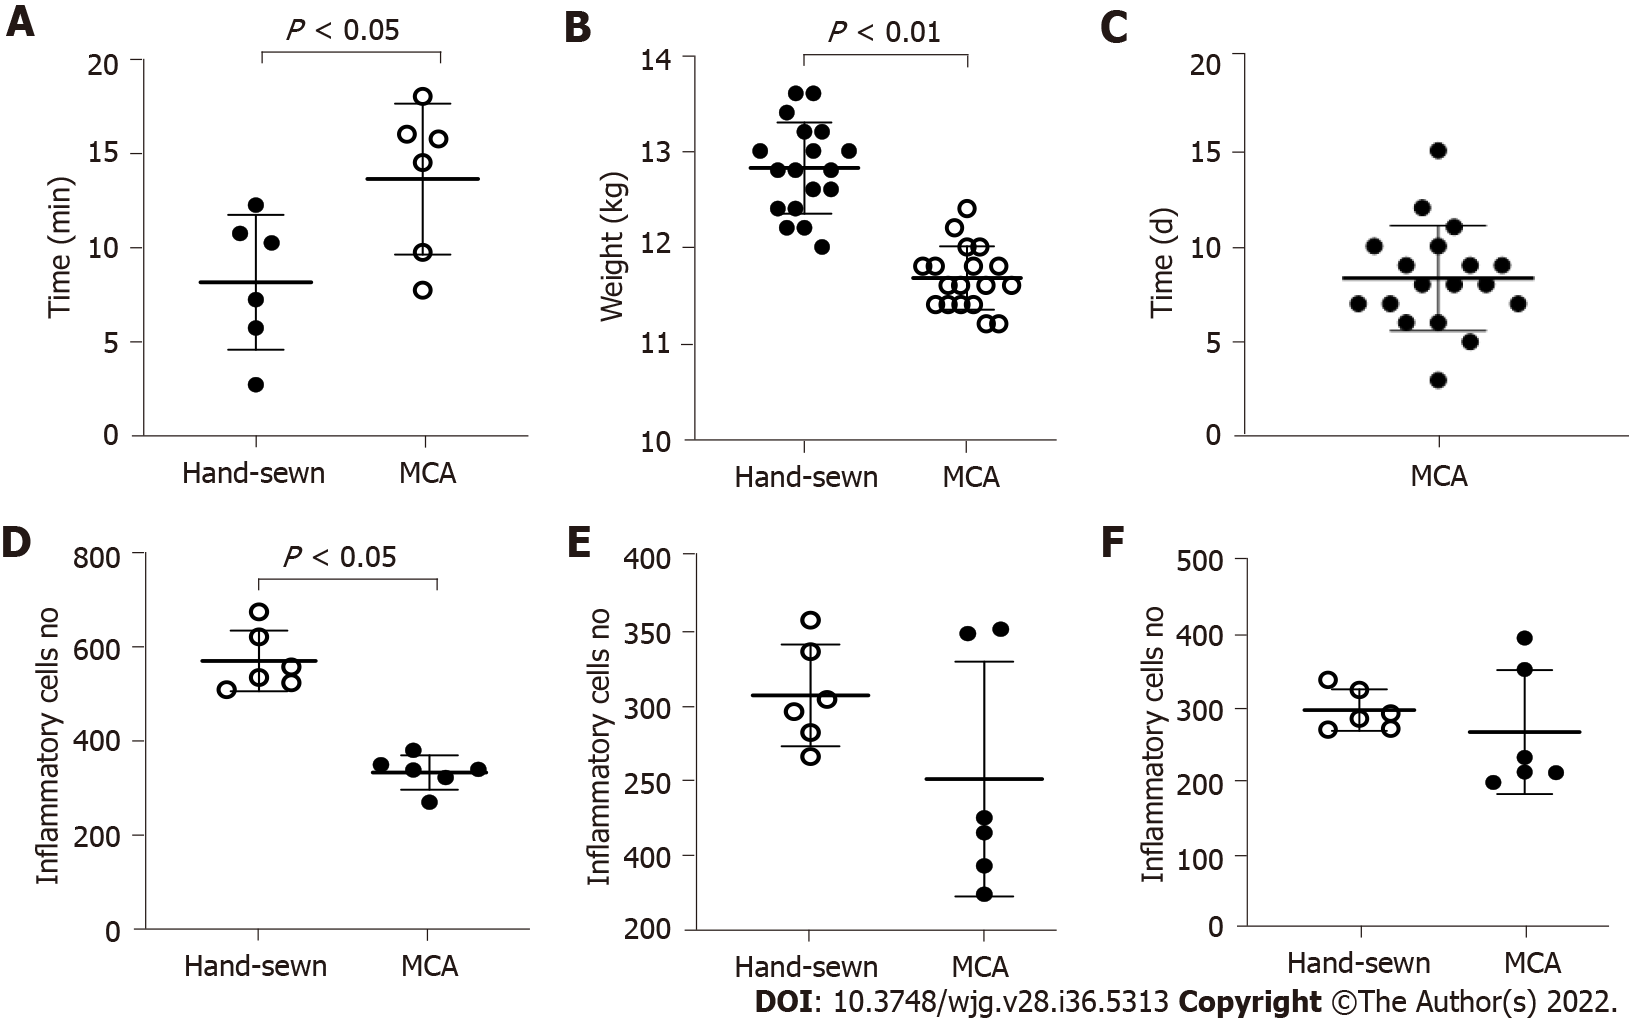 A
P < 0.05
20
15
10
5
0
Time (min)
Hand-sewn
MCA
B
P < 0.01
14
13
12
11
10
Weight (kg)
Hand-sewn
MCA
C
20
15
10
5
0
Time (d)
MCA
D
P < 0.05
800
600
400
200
0
Inflammatory cells no
Hand-sewn
MCA
E
400
350
300
250
400
200
Inflammatory cells no
Hand-sewn
MCA
F
500
400
300
200
100
0
Inflammatory cells no
Hand-sewn
MCA
DOI: 10.3748/wjg.v28.i36.5313 Copyright ©The Author(s) 2022.